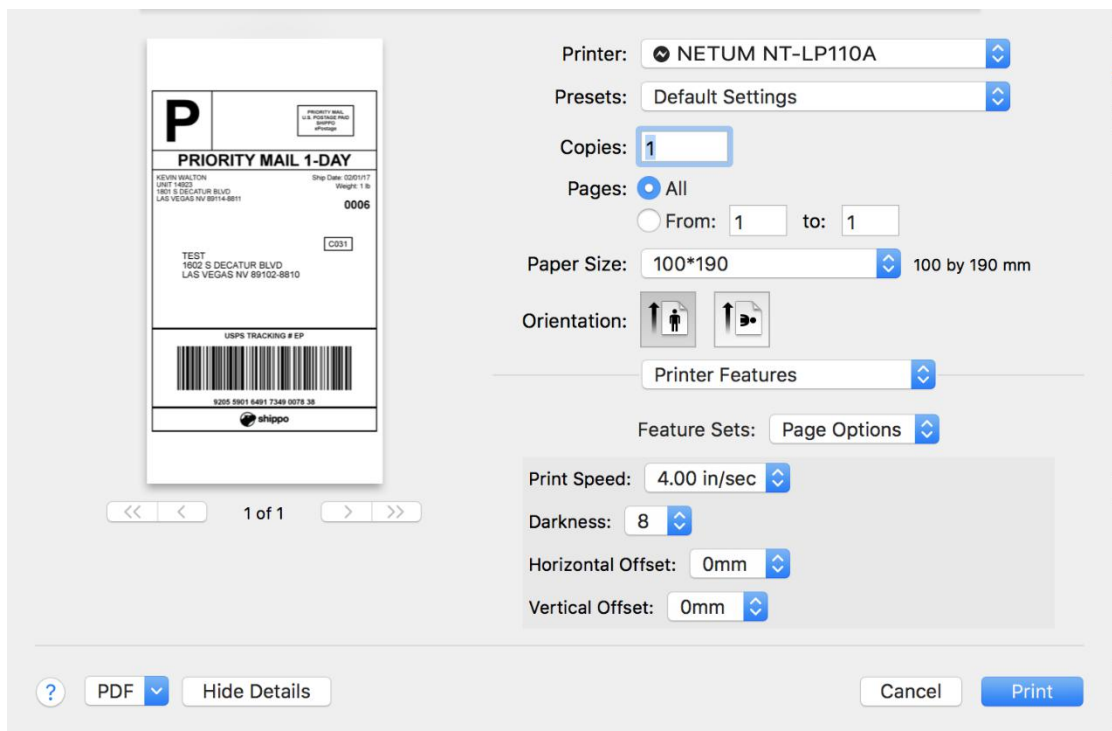 P
PRIORITY MAIL
U.S. POSTAGE PAID
SHIPPO
ePostage
PRIORITY MAIL 1-DAY
KEVIN WALTON
UNIT 14923
1801 S DECATUR BLVD
LAS VEGAS NV 89114-8811
Ship Date: 02/01/17
Weight: 1 lb
0006
C031
TEST
1602 S DECATUR BLVD
LAS VEGAS NV 89102-8810
USPS TRACKING # EP
9205 5901 6491 7349 0078 38
shippo
<< < 1 of 1 > >>
Printer: NETUM NT-LP110A
Presets: Default Settings
Copies: 1
Pages: All
From: 1 to: 1
Paper Size: 100*190 100 by 190 mm
Orientation:
Printer Features
Feature Sets: Page Options
Print Speed: 4.00 in/sec
Darkness: 8
Horizontal Offset: 0mm
Vertical Offset: 0mm
? PDF Hide Details Cancel Print